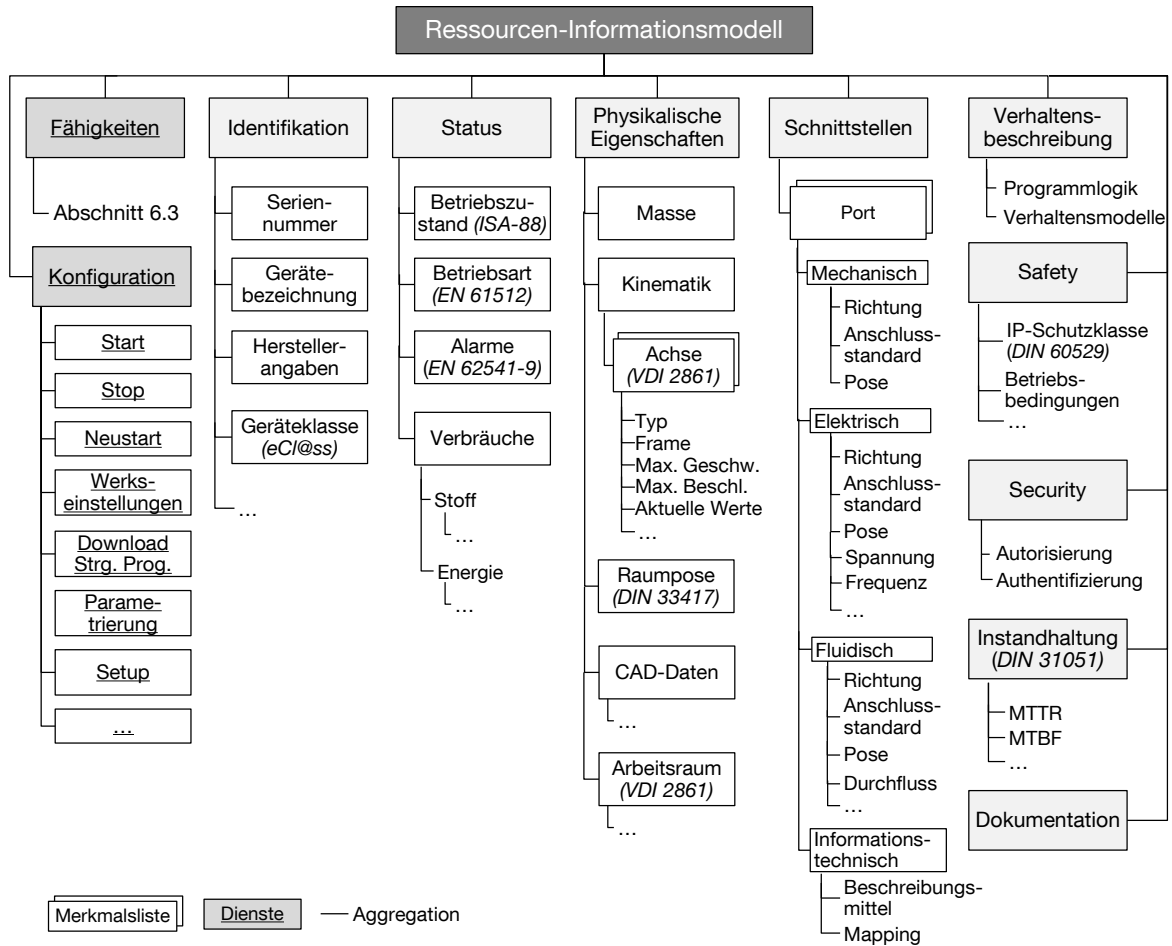 Ressourcen-Informationsmodell
Fähigkeiten
Abschnitt 6.3
Konfiguration
Start
Stop
Neustart
Werks-
einstellungen
Download
Strg. Prog.
Parame-
trierung
Setup
...
Identifikation
Serien-
nummer
Geräte-
bezeichnung
Hersteller-
angaben
Geräteklasse
(eCl@ss)
...
Status
Betriebszu-
stand (ISA-88)
Betriebsart
(EN 61512)
Alarme
(EN 62541-9)
Verbräuche
Stoff
...
Energie
...
Physikalische
Eigenschaften
Masse
Kinematik
Achse
(VDI 2861)
Typ
Frame
Max. Geschw.
Max. Beschl.
Aktuelle Werte
...
Raumpose
(DIN 33417)
CAD-Daten
...
Arbeitsraum
(VDI 2861)
...
Schnittstellen
Port
Mechanisch
Richtung
Anschluss-
standard
Pose
Elektrisch
Richtung
Anschluss-
standard
Pose
Spannung
Frequenz
...
Fluidisch
Richtung
Anschluss-
standard
Pose
Durchfluss
...
Informations-
technisch
Beschreibungs-
mittel
Mapping
Verhaltens-
beschreibung
Programmlogik
Verhaltensmodelle
Safety
IP-Schutzklasse
(DIN 60529)
Betriebs-
bedingungen
...
Security
Autorisierung
Authentifizierung
Instandhaltung
(DIN 31051)
MTTR
MTBF
...
Dokumentation
Merkmalsliste
Dienste
Aggregation